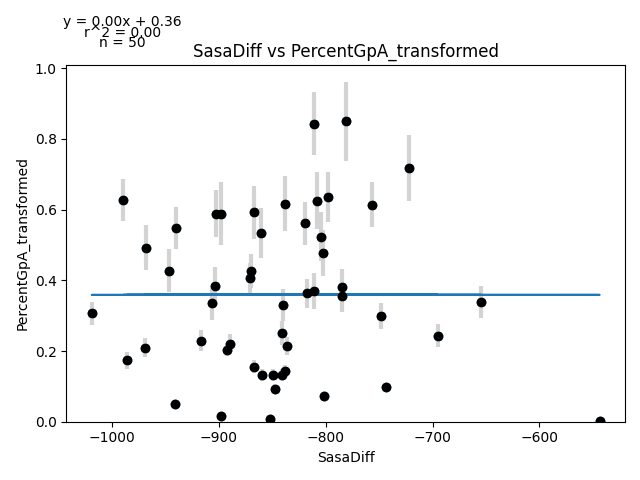 y = 0.00x + 0.36
r^2 = 0.00
n = 50
SasaDiff vs PercentGpA_transformed
PercentGpA_transformed
1.0
0.8
0.6
0.4
0.2
0.0
−1000
−900
−800
−700
−600
SasaDiff